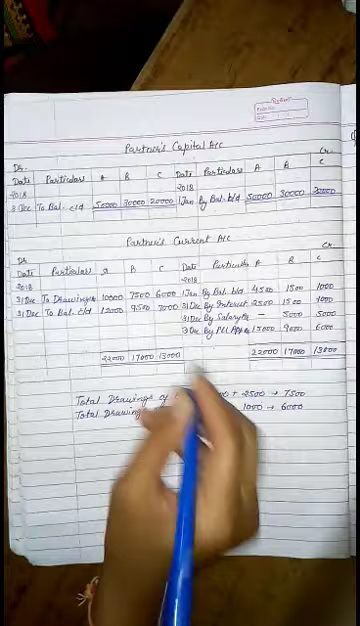 Partner's Capital A/c
Dr. Cr.
Date Particulars A B C Date Particulars A B C
2018 2018
31 Dec To Bal. c/d 50000 30000 20000 1 Jan By Bal. b/d 50000 30000 20000
Partner's Current A/c
Dr. Cr.
Date Particulars A B C Date Particulars A B C
2018 2018
31 Dec To Drawings 10000 7500 6000 1 Jan By Bal. b/d 4500 1500 1000
31 Dec To Bal. c/d 12000 9500 7000 31 Dec By Interest 2500 1500 1000
31 Dec By Salary — 5000 5000
31 Dec By P/L App 15000 9000 6000
22000 17000 13000 22000 17000 13000
Total Drawings of + 2500 → 7500
Total Drawing 1000 → 6000